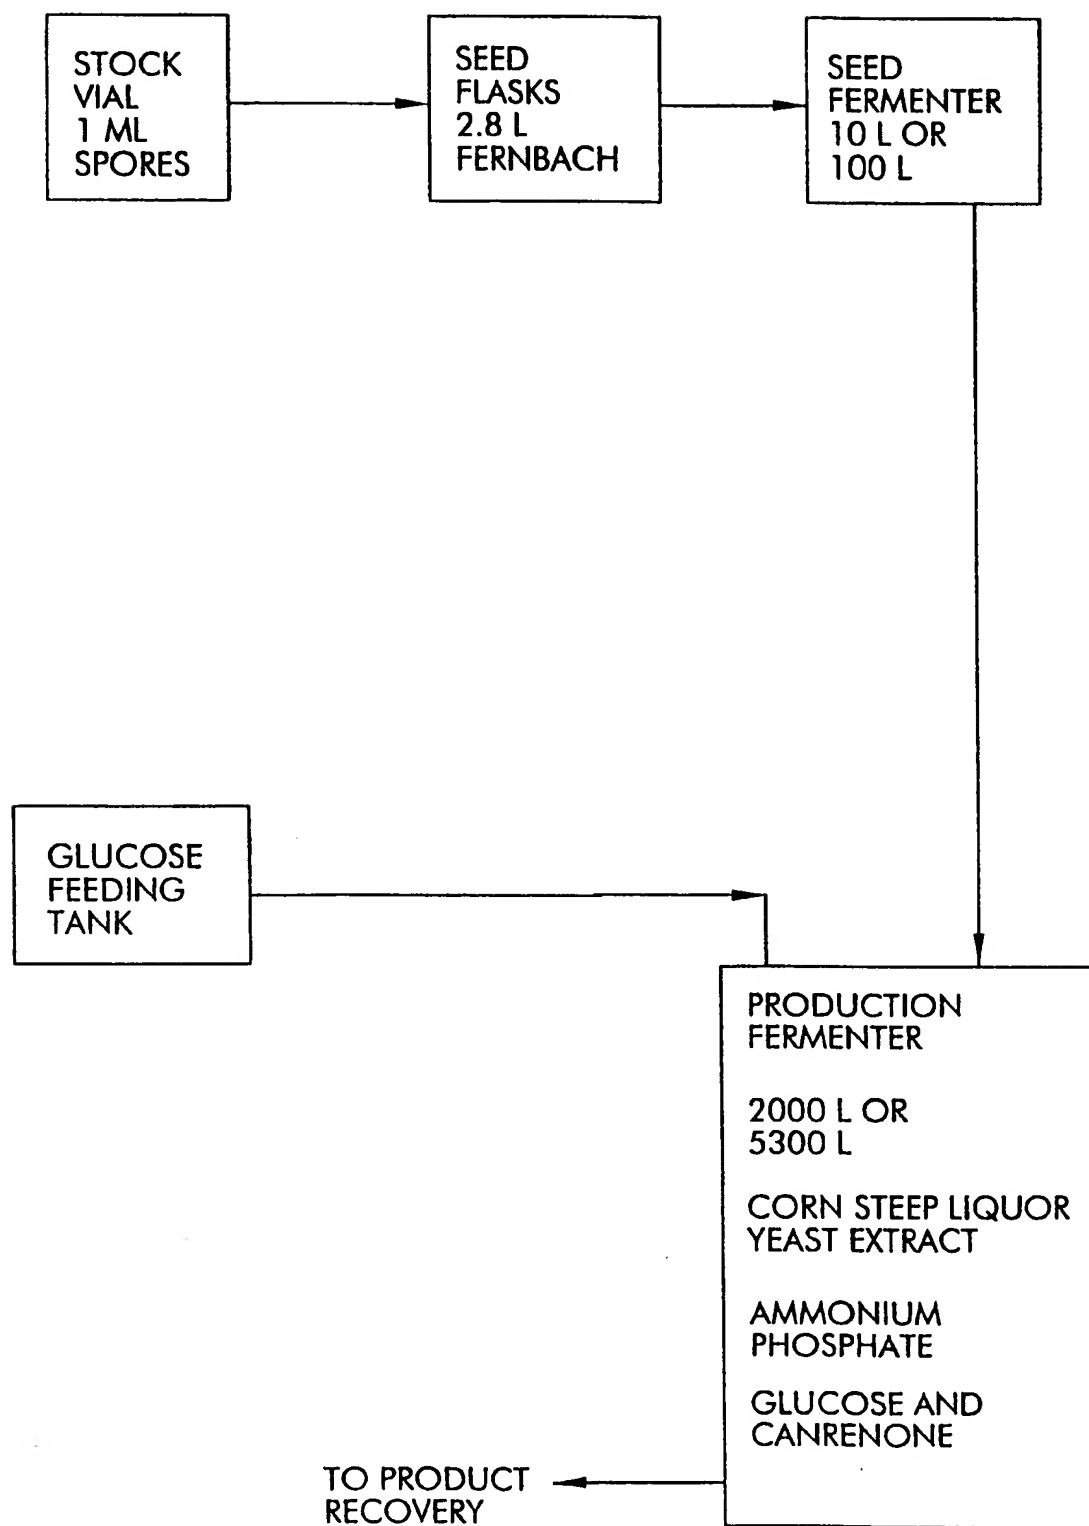 STOCK
VIAL
1 ML
SPORES
SEED
FLASKS
2.8 L
FERNBACH
SEED
FERMENTER
10 L OR
100 L
GLUCOSE
FEEDING
TANK
PRODUCTION
FERMENTER
2000 L OR
5300 L
CORN STEEP LIQUOR
YEAST EXTRACT
AMMONIUM
PHOSPHATE
GLUCOSE AND
CANRENONE
TO PRODUCT
RECOVERY